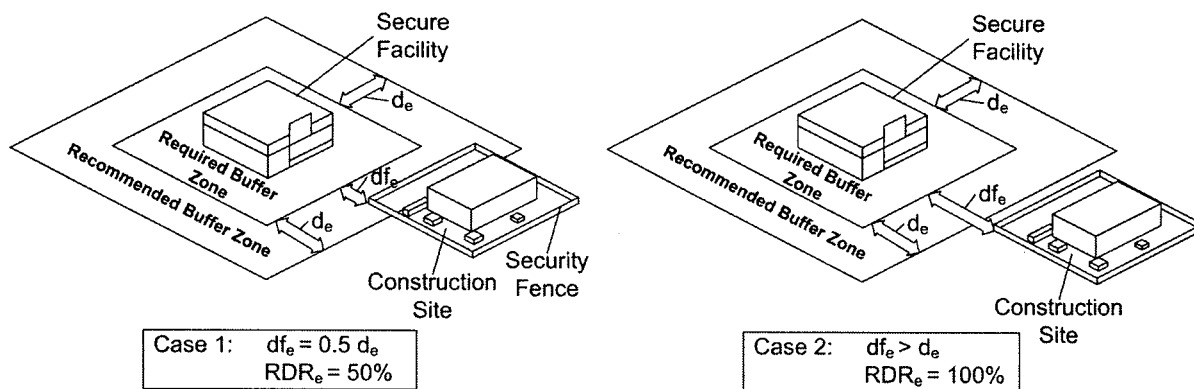 Secure
Facility
d_e
Required Buffer
Zone
Recommended Buffer Zone
df_e
d_e
Construction
Site
Security
Fence
Case 1: df_e = 0.5 d_e
RDR_e = 50%
Secure
Facility
d_e
Required Buffer
Zone
Recommended Buffer Zone
df_e
d_e
Construction
Site
Case 2: df_e > d_e
RDR_e = 100%